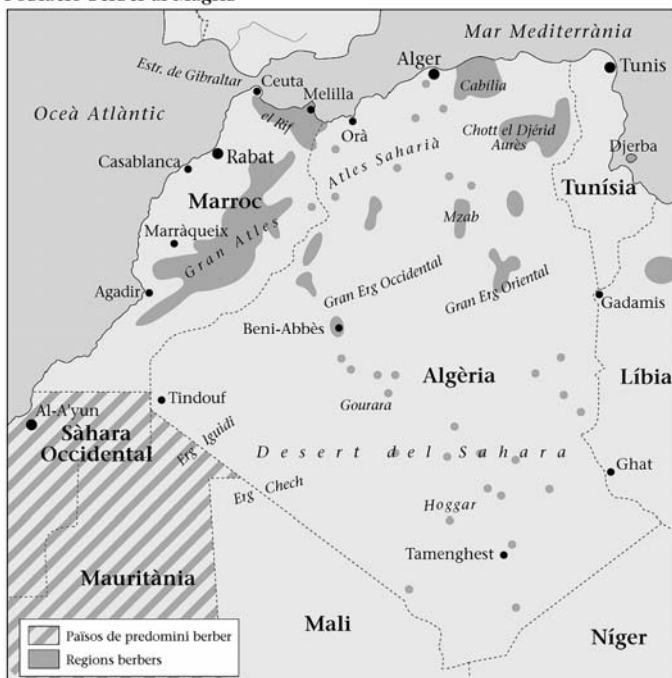 Mar Mediterrània
Estr. de Gibraltar
Ceuta
Alger
Tunis
Melilla
Cabília
Oceà Atlàntic
el Rif
Orà
Chott el Djérid
Aurès
Djerba
Casablanca
Rabat
Atles Saharià
Marroc
Tunísia
Mzab
Marràqueix
Gran Atles
Agadir
Gran Erg Occidental
Gran Erg Oriental
Gadamis
Beni-Abbès
Algèria
Líbia
Tindouf
Gourara
Al-A'yun
Sàhara
Occidental
Erg Iguidi
Desert del Sahara
Ghat
Erg Chech
Hoggar
Tamenghest
Mauritània
Mali
Níger
Països de predomini berber
Regions berbers